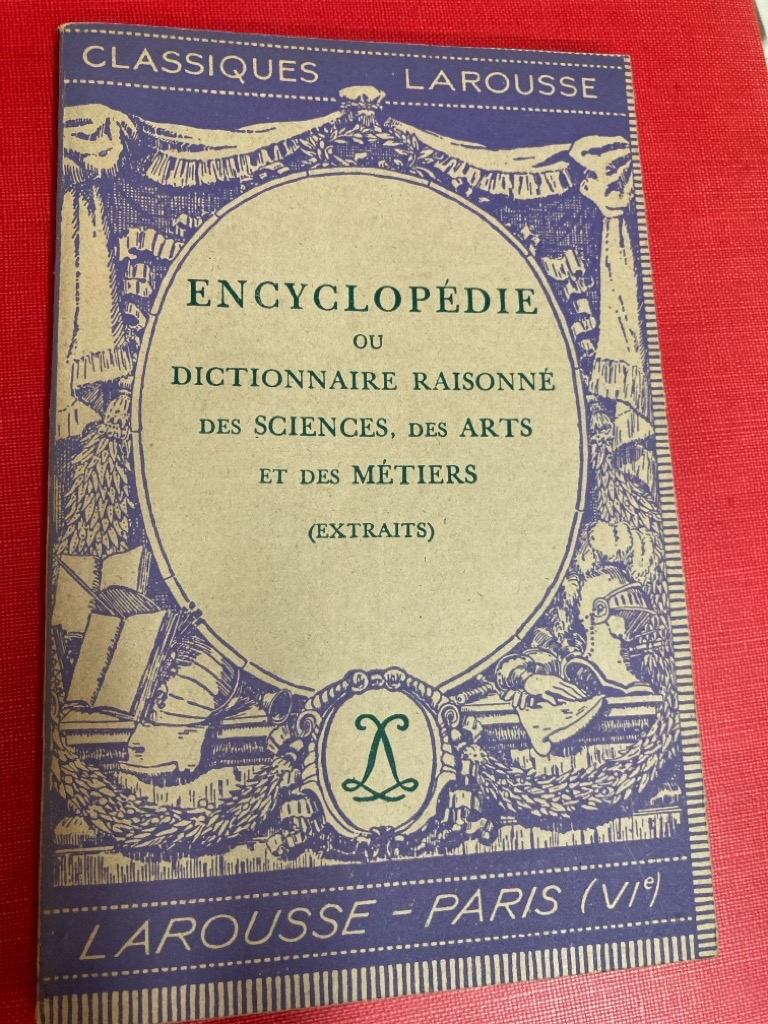 CLASSIQUES LAROUSSE
ENCYCLOPÉDIE
OU
DICTIONNAIRE RAISONNÉ
DES SCIENCES, DES ARTS
ET DES MÉTIERS
(EXTRAITS)
LAROUSSE – PARIS (VIe)